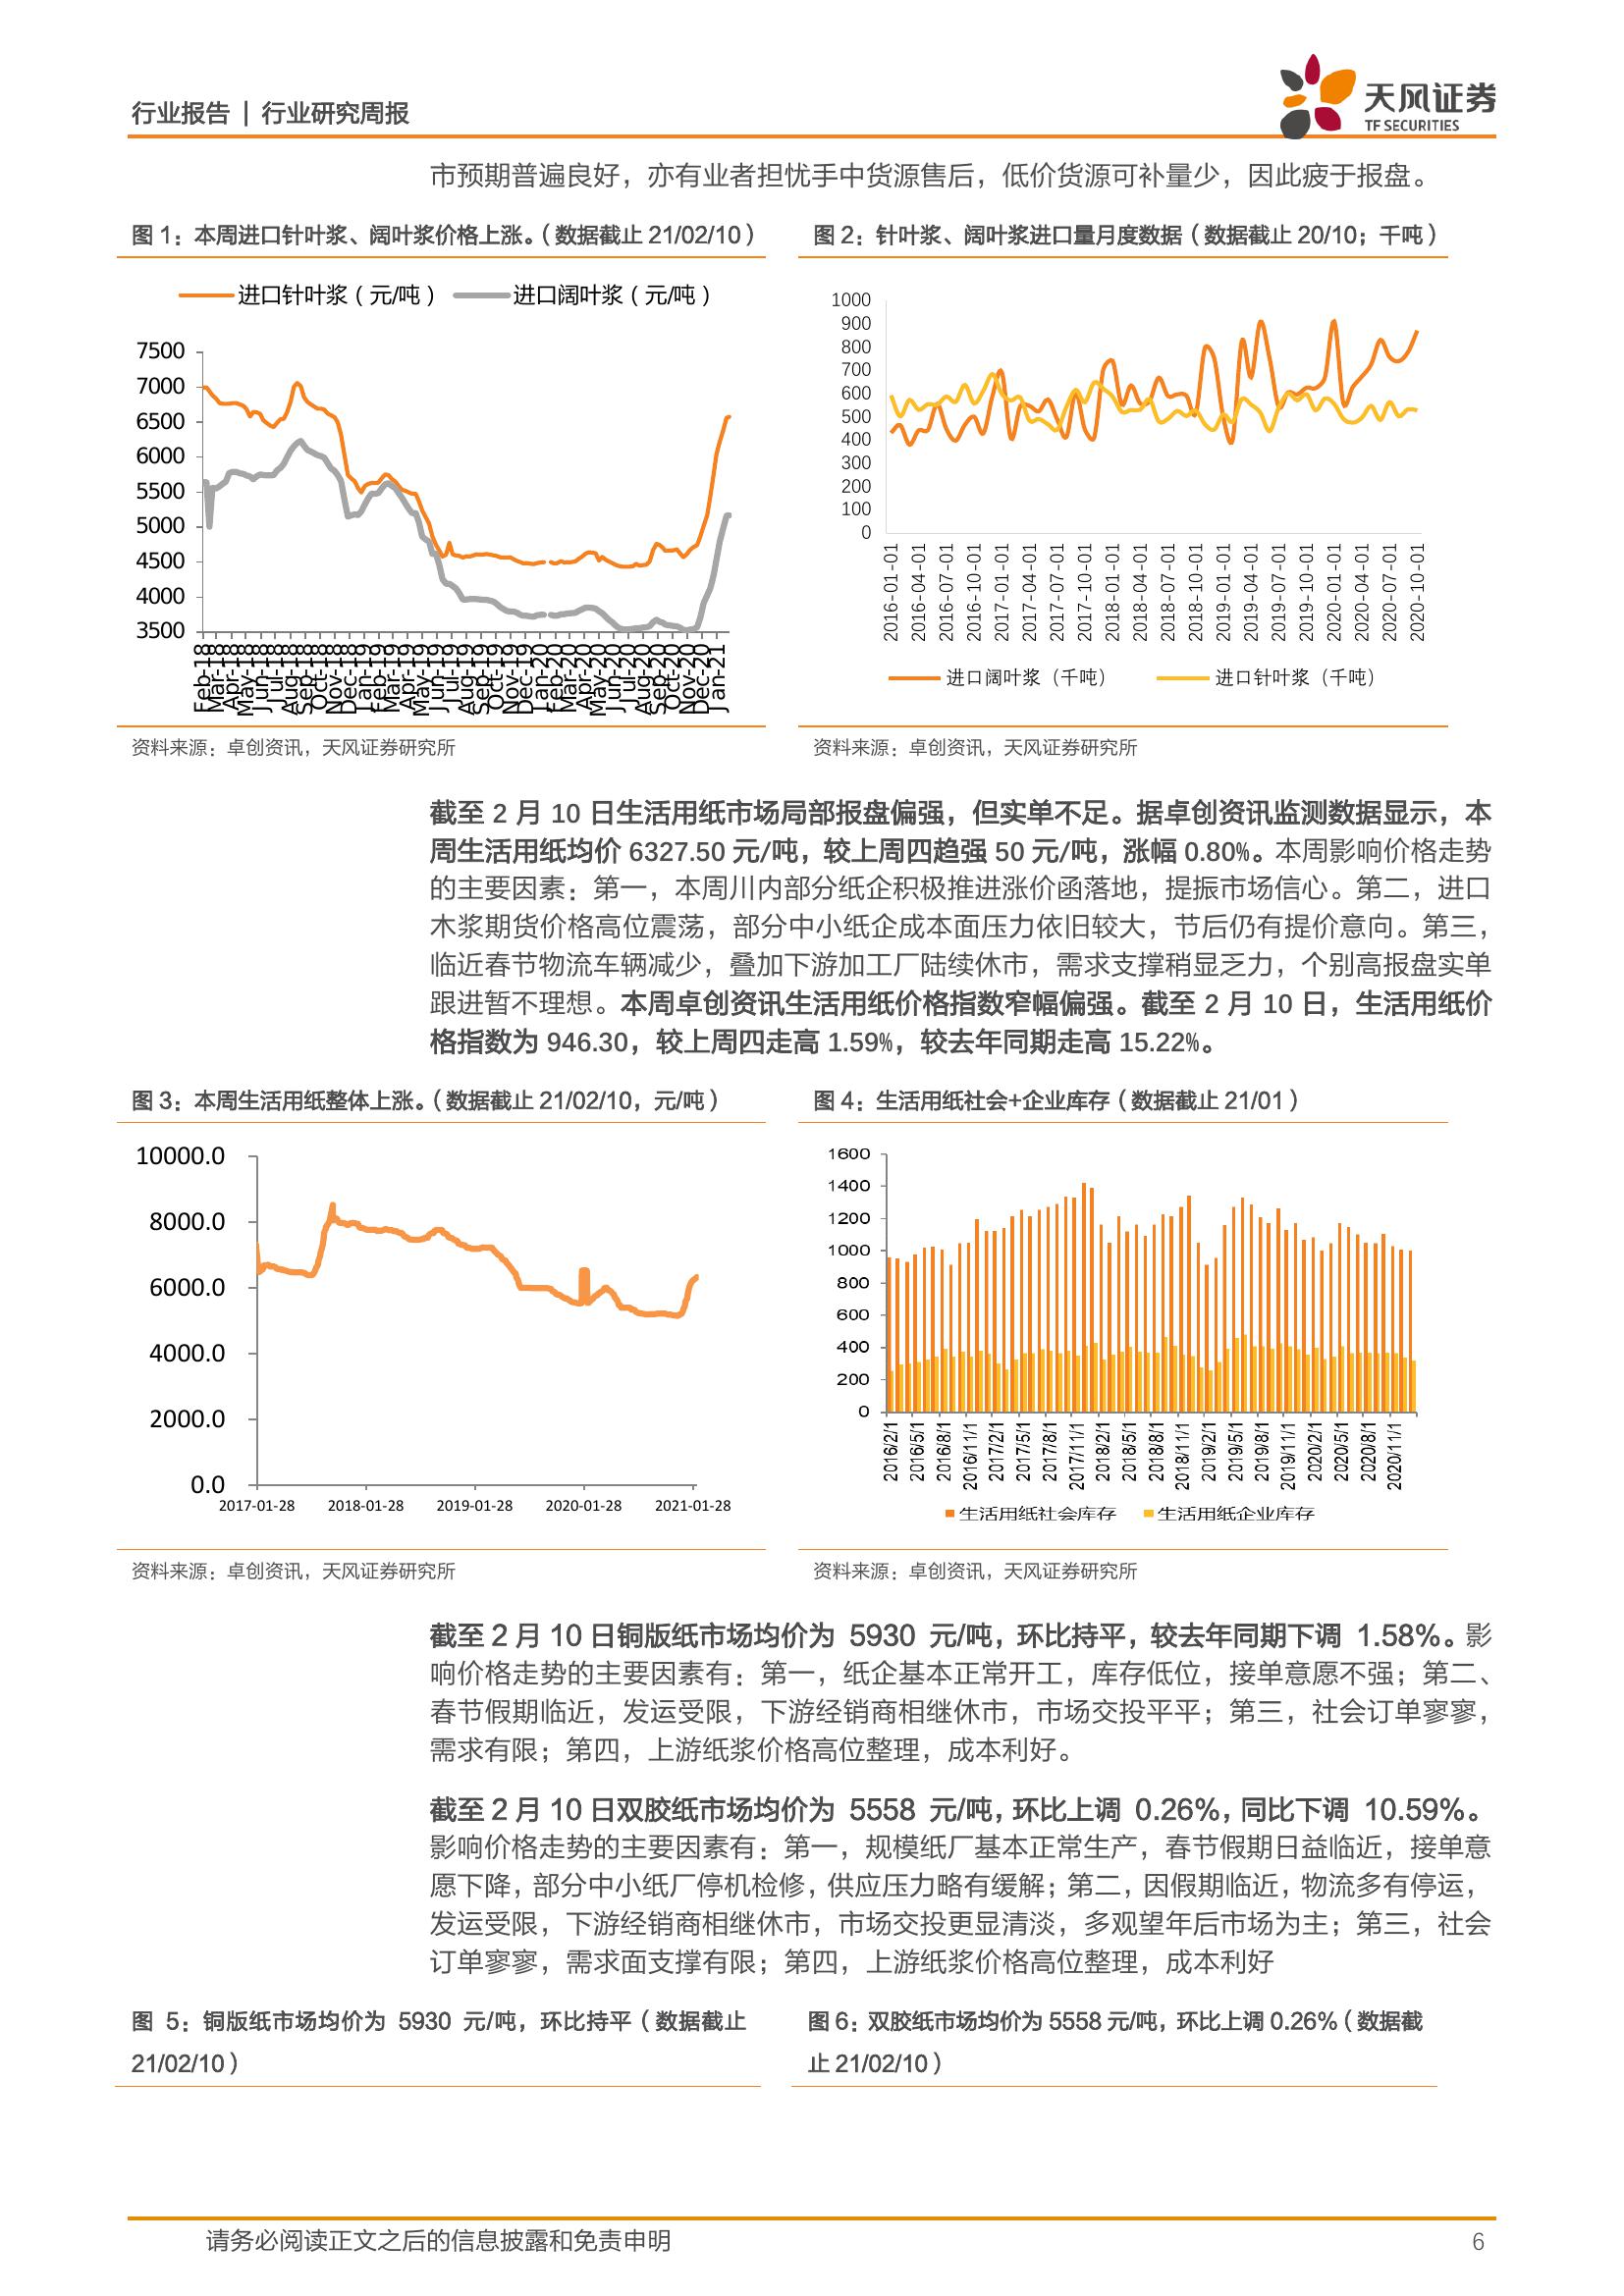 行业报告 | 行业研究周报
天风证券
TF SECURITIES
市预期普遍良好，亦有业者担忧手中货源售后，低价货源可补量少，因此疲于报盘。
图 1：本周进口针叶浆、阔叶浆价格上涨。（数据截止 21/02/10）
进口针叶浆（元/吨） 进口阔叶浆（元/吨）
7500
7000
6500
6000
5500
5000
4500
4000
3500
Feb-18 Mar-18 Apr-18 May-18 Jun-18 Jul-18 Aug-18 Sep-18 Oct-18 Nov-18 Dec-18 Jan-19 Feb-19 Mar-19 Apr-19 May-19 Jun-19 Jul-19 Aug-19 Sep-19 Oct-19 Nov-19 Dec-19 Jan-20 Feb-20 Mar-20 Apr-20 May-20 Jun-20 Jul-20 Aug-20 Sep-20 Oct-20 Nov-20 Dec-20 Jan-21
资料来源：卓创资讯，天风证券研究所
图 2：针叶浆、阔叶浆进口量月度数据（数据截止 20/10；千吨）
1000
900
800
700
600
500
400
300
200
100
0
2016-01-01 2016-04-01 2016-07-01 2016-10-01 2017-01-01 2017-04-01 2017-07-01 2017-10-01 2018-01-01 2018-04-01 2018-07-01 2018-10-01 2019-01-01 2019-04-01 2019-07-01 2019-10-01 2020-01-01 2020-04-01 2020-07-01 2020-10-01
进口阔叶浆（千吨） 进口针叶浆（千吨）
资料来源：卓创资讯，天风证券研究所
截至 2 月 10 日生活用纸市场局部报盘偏强，但实单不足。据卓创资讯监测数据显示，本
周生活用纸均价 6327.50 元/吨，较上周四趋强 50 元/吨，涨幅 0.80%。本周影响价格走势
的主要因素：第一，本周川内部分纸企积极推进涨价函落地，提振市场信心。第二，进口
木浆期货价格高位震荡，部分中小纸企成本面压力依旧较大，节后仍有提价意向。第三，
临近春节物流车辆减少，叠加下游加工厂陆续休市，需求支撑稍显乏力，个别高报盘实单
跟进暂不理想。本周卓创资讯生活用纸价格指数窄幅偏强。截至 2 月 10 日，生活用纸价
格指数为 946.30，较上周四走高 1.59%，较去年同期走高 15.22%。
图 3：本周生活用纸整体上涨。（数据截止 21/02/10，元/吨）
10000.0
8000.0
6000.0
4000.0
2000.0
0.0
2017-01-28 2018-01-28 2019-01-28 2020-01-28 2021-01-28
资料来源：卓创资讯，天风证券研究所
图 4：生活用纸社会+企业库存（数据截止 21/01）
1600
1400
1200
1000
800
600
400
200
0
2016/2/1 2016/5/1 2016/8/1 2016/11/1 2017/2/1 2017/5/1 2017/8/1 2017/11/1 2018/2/1 2018/5/1 2018/8/1 2018/11/1 2019/2/1 2019/5/1 2019/8/1 2019/11/1 2020/2/1 2020/5/1 2020/8/1 2020/11/1
生活用纸社会库存 生活用纸企业库存
资料来源：卓创资讯，天风证券研究所
截至 2 月 10 日铜版纸市场均价为 5930 元/吨，环比持平，较去年同期下调 1.58%。影
响价格走势的主要因素有：第一，纸企基本正常开工，库存低位，接单意愿不强；第二、
春节假期临近，发运受限，下游经销商相继休市，市场交投平平；第三，社会订单寥寥，
需求有限；第四，上游纸浆价格高位整理，成本利好。
截至 2 月 10 日双胶纸市场均价为 5558 元/吨，环比上调 0.26%，同比下调 10.59%。
影响价格走势的主要因素有：第一，规模纸厂基本正常生产，春节假期日益临近，接单意
愿下降，部分中小纸厂停机检修，供应压力略有缓解；第二，因假期临近，物流多有停运，
发运受限，下游经销商相继休市，市场交投更显清淡，多观望年后市场为主；第三，社会
订单寥寥，需求面支撑有限；第四，上游纸浆价格高位整理，成本利好
图 5：铜版纸市场均价为 5930 元/吨，环比持平（数据截止
21/02/10）
图 6：双胶纸市场均价为 5558 元/吨，环比上调 0.26%（数据截
止 21/02/10）
请务必阅读正文之后的信息披露和免责申明
6